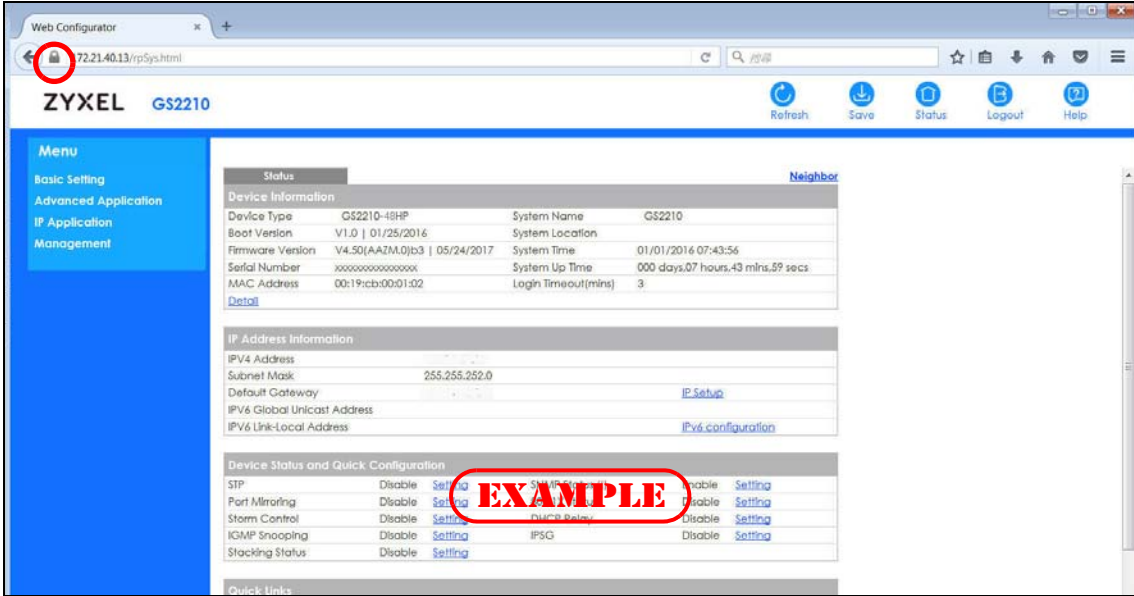 Web Configurator × +
172.21.40.13/rpSys.html 搜尋
ZYXEL GS2210
Refresh Save Status Logout Help
Menu
Basic Setting
Advanced Application
IP Application
Management
Status Neighbor
Device Information
Device Type GS2210-48HP System Name GS2210
Boot Version V1.0 | 01/25/2016 System Location
Firmware Version V4.50(AAZM.0)b3 | 05/24/2017 System Time 01/01/2016 07:43:56
Serial Number xxxxxxxxxxxxxxxx System Up Time 000 days,07 hours,43 mins,59 secs
MAC Address 00:19:cb:00:01:02 Login Timeout(mins) 3
Detail
IP Address Information
IPV4 Address
Subnet Mask 255.255.252.0
Default Gateway IP Setup
IPV6 Global Unicast Address
IPV6 Link-Local Address IPv6 configuration
Device Status and Quick Configuration
STP Disable Setting SNMP Status Enable Setting
Port Mirroring Disable Setting Disable Setting
EXAMPLE
Storm Control Disable Setting DHCP Relay Disable Setting
IGMP Snooping Disable Setting IPSG Disable Setting
Stacking Status Disable Setting
Quick Links